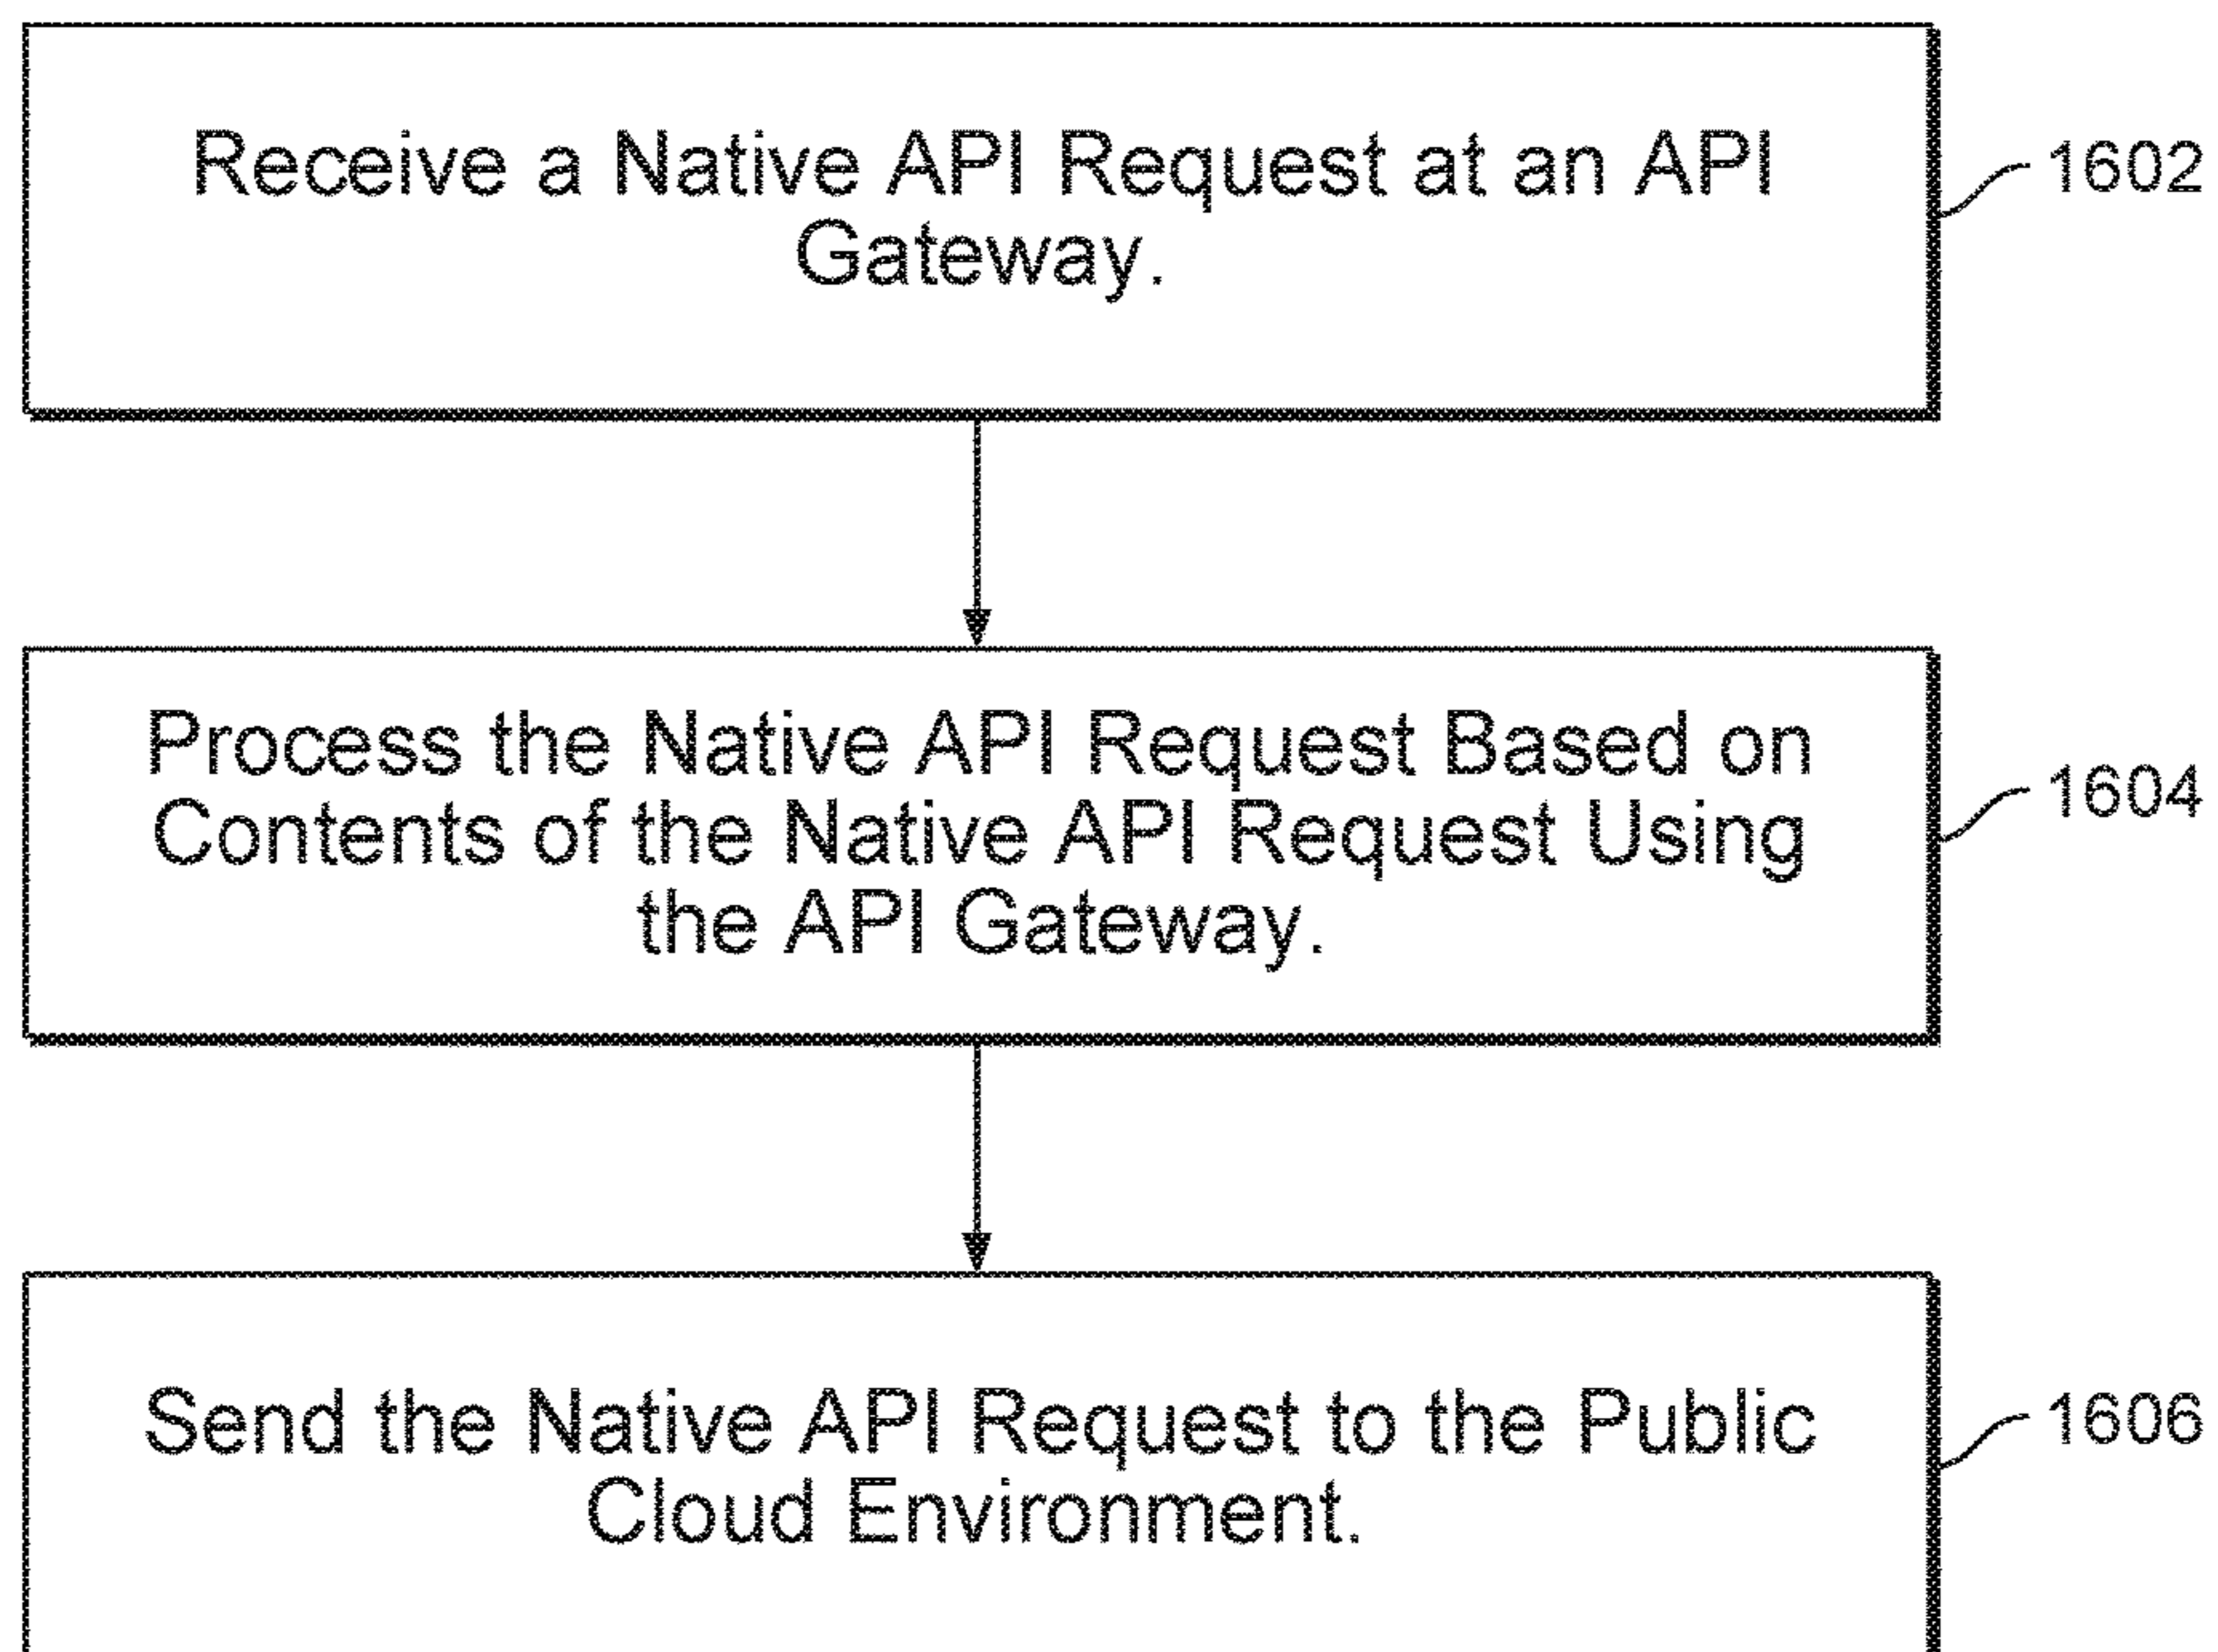 Receive a Native API Request at an API
Gateway.
1602
Process the Native API Request Based on
Contents of the Native API Request Using
the API Gateway.
1604
Send the Native API Request to the Public
Cloud Environment.
1606